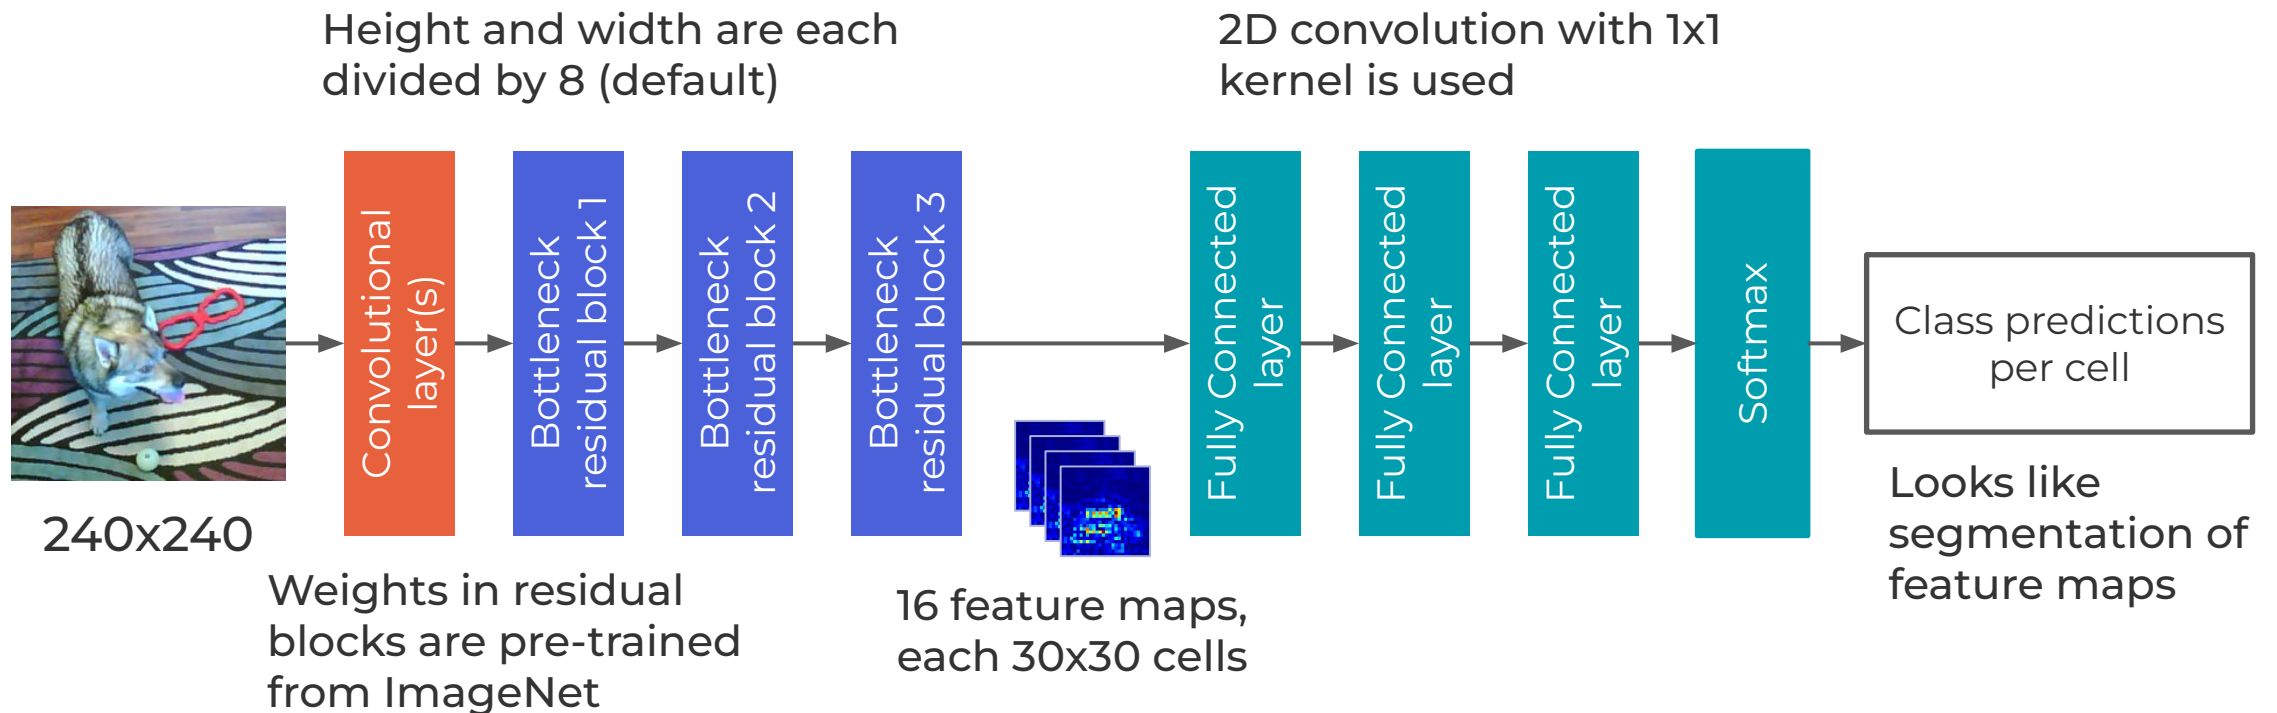 Height and width are each
divided by 8 (default)
2D convolution with 1x1
kernel is used
240x240
Convolutional
layer(s)
Bottleneck
residual block 1
Bottleneck
residual block 2
Bottleneck
residual block 3
Fully Connected
layer
Fully Connected
layer
Fully Connected
layer
Softmax
Class predictions
per cell
Weights in residual
blocks are pre-trained
from ImageNet
16 feature maps,
each 30x30 cells
Looks like
segmentation of
feature maps